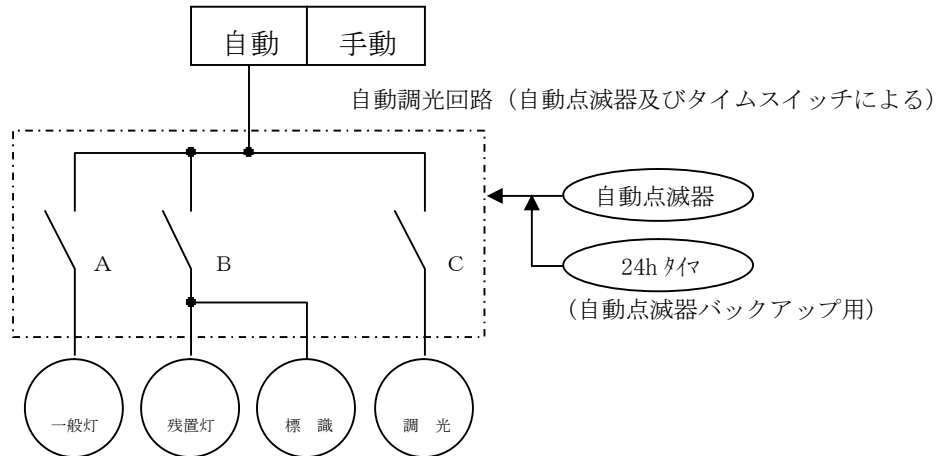 自動 手動
自動調光回路（自動点滅器及びタイムスイッチによる）
自動点滅器
A B C
24h ﾀｲﾏ
（自動点滅器バックアップ用）
一般灯 残置灯 標　識 調　光